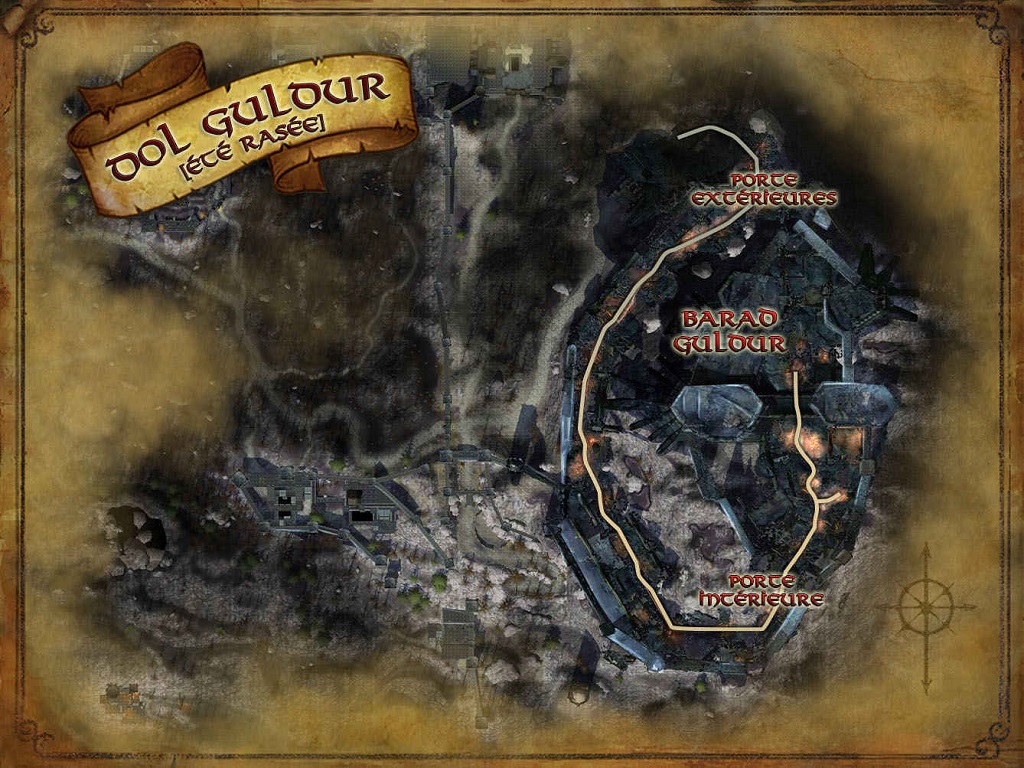 DOL GULDUR
[ÉTÉ RASÉE]
PORTE
EXTÉRIEURES
BARAD
GULDUR
PORTE
INTÉRIEURE